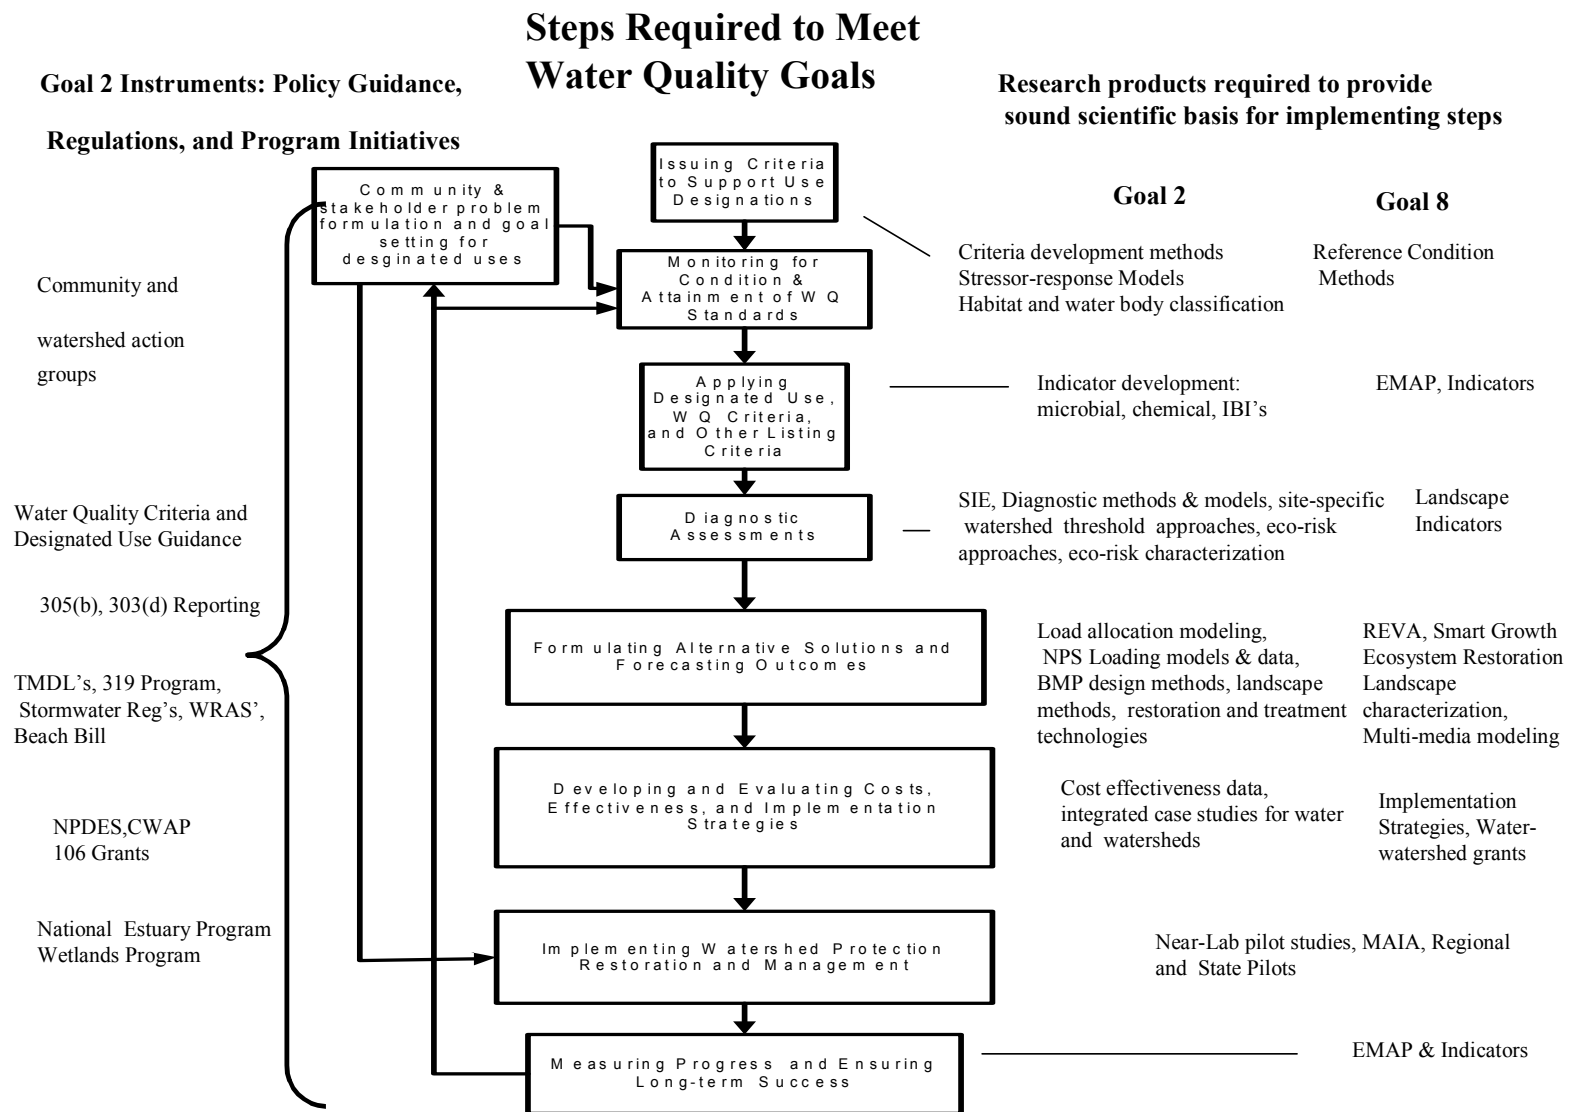 Steps Required to Meet
Water Quality Goals
Goal 2 Instruments: Policy Guidance,
Regulations, and Program Initiatives
Research products required to provide
sound scientific basis for implementing steps
Goal 2
Goal 8
Community &
stakeholder problem
formulation and goal
setting for
desginated uses
Issuing Criteria
to Support Use
Designations
Monitoring for
Condition &
Attainment of WQ
Standards
Applying
Designated Use,
WQ Criteria,
and Other Listing
Criteria
Diagnostic
Assessments
Formulating Alternative Solutions and
Forecasting Outcomes
Developing and Evaluating Costs,
Effectiveness, and Implementation
Strategies
Implementing Watershed Protection
Restoration and Management
Measuring Progress and Ensuring
Long-term Success
Community and
watershed action
groups
Water Quality Criteria and
Designated Use Guidance
305(b), 303(d) Reporting
TMDL's, 319 Program,
Stormwater Reg's, WRAS',
Beach Bill
NPDES,CWAP
106 Grants
National Estuary Program
Wetlands Program
Criteria development methods
Stressor-response Models
Habitat and water body classification
Reference Condition
Methods
Indicator development:
microbial, chemical, IBI's
EMAP, Indicators
SIE, Diagnostic methods & models, site-specific
watershed threshold approaches, eco-risk
approaches, eco-risk characterization
Landscape
Indicators
Load allocation modeling,
NPS Loading models & data,
BMP design methods, landscape
methods, restoration and treatment
technologies
REVA, Smart Growth
Ecosystem Restoration
Landscape
characterization,
Multi-media modeling
Cost effectiveness data,
integrated case studies for water
and watersheds
Implementation
Strategies, Water-
watershed grants
Near-Lab pilot studies, MAIA, Regional
and State Pilots
EMAP & Indicators